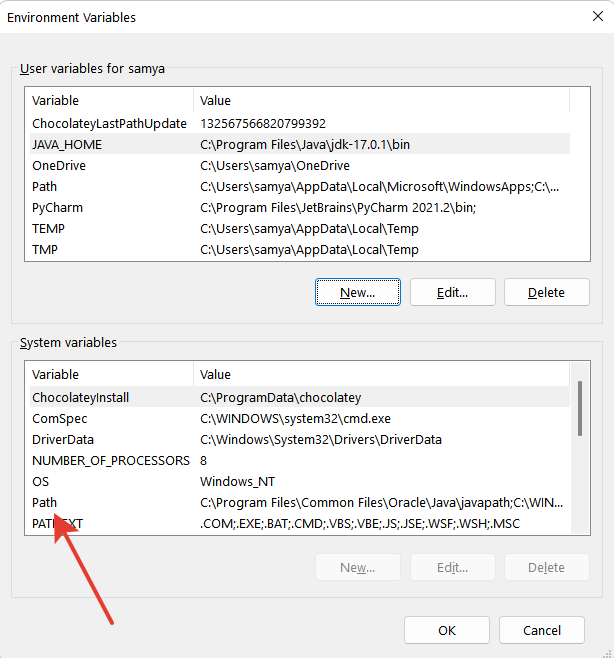 Environment Variables
User variables for samya
Variable Value
ChocolateyLastPathUpdate 132567566820799392
JAVA_HOME C:\Program Files\Java\jdk-17.0.1\bin
OneDrive C:\Users\samya\OneDrive
Path C:\Users\samya\AppData\Local\Microsoft\WindowsApps;C:\...
PyCharm C:\Program Files\JetBrains\PyCharm 2021.2\bin;
TEMP C:\Users\samya\AppData\Local\Temp
TMP C:\Users\samya\AppData\Local\Temp
New... Edit... Delete
System variables
Variable Value
ChocolateyInstall C:\ProgramData\chocolatey
ComSpec C:\WINDOWS\system32\cmd.exe
DriverData C:\Windows\System32\Drivers\DriverData
NUMBER_OF_PROCESSORS 8
OS Windows_NT
Path C:\Program Files\Common Files\Oracle\Java\javapath;C:\WIN...
PATHEXT .COM;.EXE;.BAT;.CMD;.VBS;.VBE;.JS;.JSE;.WSF;.WSH;.MSC
New... Edit... Delete
OK Cancel